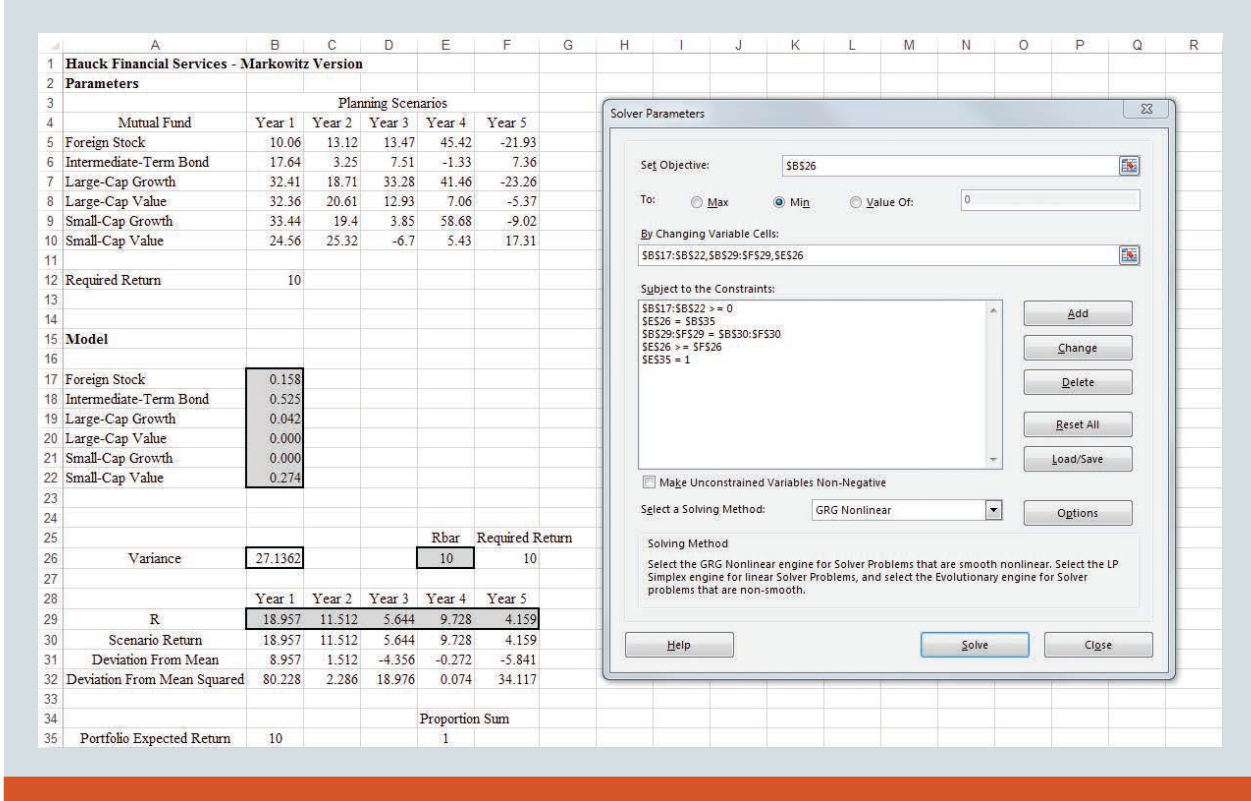 A B C D E F G H I J K L M N O P Q R
1 Hauck Financial Services - Markowitz Version
2 Parameters
3 Planning Scenarios
4 Mutual Fund Year 1 Year 2 Year 3 Year 4 Year 5
5 Foreign Stock 10.06 13.12 13.47 45.42 -21.93
6 Intermediate-Term Bond 17.64 3.25 7.51 -1.33 7.36
7 Large-Cap Growth 32.41 18.71 33.28 41.46 -23.26
8 Large-Cap Value 32.36 20.61 12.93 7.06 -5.37
9 Small-Cap Growth 33.44 19.4 3.85 58.68 -9.02
10 Small-Cap Value 24.56 25.32 -6.7 5.43 17.31
11
12 Required Return 10
13
14
15 Model
16
17 Foreign Stock 0.158
18 Intermediate-Term Bond 0.525
19 Large-Cap Growth 0.042
20 Large-Cap Value 0.000
21 Small-Cap Growth 0.000
22 Small-Cap Value 0.274
23
24
25 Rbar Required Return
26 Variance 27.1362 10 10
27
28 Year 1 Year 2 Year 3 Year 4 Year 5
29 R 18.957 11.512 5.644 9.728 4.159
30 Scenario Return 18.957 11.512 5.644 9.728 4.159
31 Deviation From Mean 8.957 1.512 -4.356 -0.272 -5.841
32 Deviation From Mean Squared 80.228 2.286 18.976 0.074 34.117
33
34 Proportion Sum
35 Portfolio Expected Return 10 1
Solver Parameters
Set Objective: $B$26
To: Max Min Value Of: 0
By Changing Variable Cells:
$B$17:$B$22,$B$29:$F$29,$E$26
Subject to the Constraints:
$B$17:$B$22 >= 0
$E$26 = $B$35
$B$29:$F$29 = $B$30:$F$30
$E$26 >= $F$26
$E$35 = 1
Add
Change
Delete
Reset All
Load/Save
Make Unconstrained Variables Non-Negative
Select a Solving Method: GRG Nonlinear Options
Solving Method
Select the GRG Nonlinear engine for Solver Problems that are smooth nonlinear. Select the LP
Simplex engine for linear Solver Problems, and select the Evolutionary engine for Solver
problems that are non-smooth.
Help Solve Close